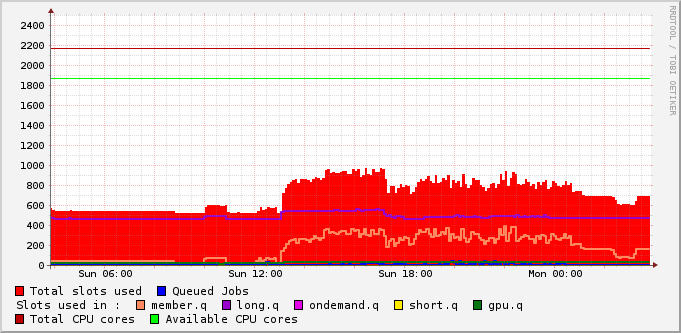 RRDTOOL / TOBI OETIKER
2400
2200
2000
1800
1600
1400
1200
1000
800
600
400
200
0
Sun 06:00 Sun 12:00 Sun 18:00 Mon 00:00
Total slots used Queued Jobs
Slots used in : member.q long.q ondemand.q short.q gpu.q
Total CPU cores Available CPU cores